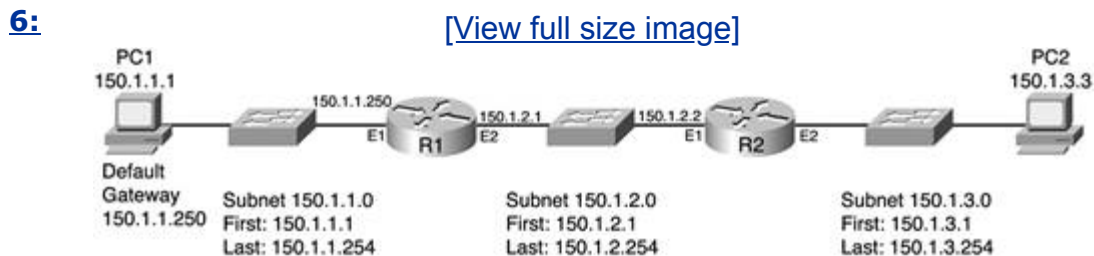 6:
[View full size image]
PC1
150.1.1.1
PC2
150.1.3.3
150.1.1.250
150.1.2.1
150.1.2.2
E1
R1
E2
E1
R2
E2
Default
Gateway
150.1.1.250
Subnet 150.1.1.0
First: 150.1.1.1
Last: 150.1.1.254
Subnet 150.1.2.0
First: 150.1.2.1
Last: 150.1.2.254
Subnet 150.1.3.0
First: 150.1.3.1
Last: 150.1.3.254